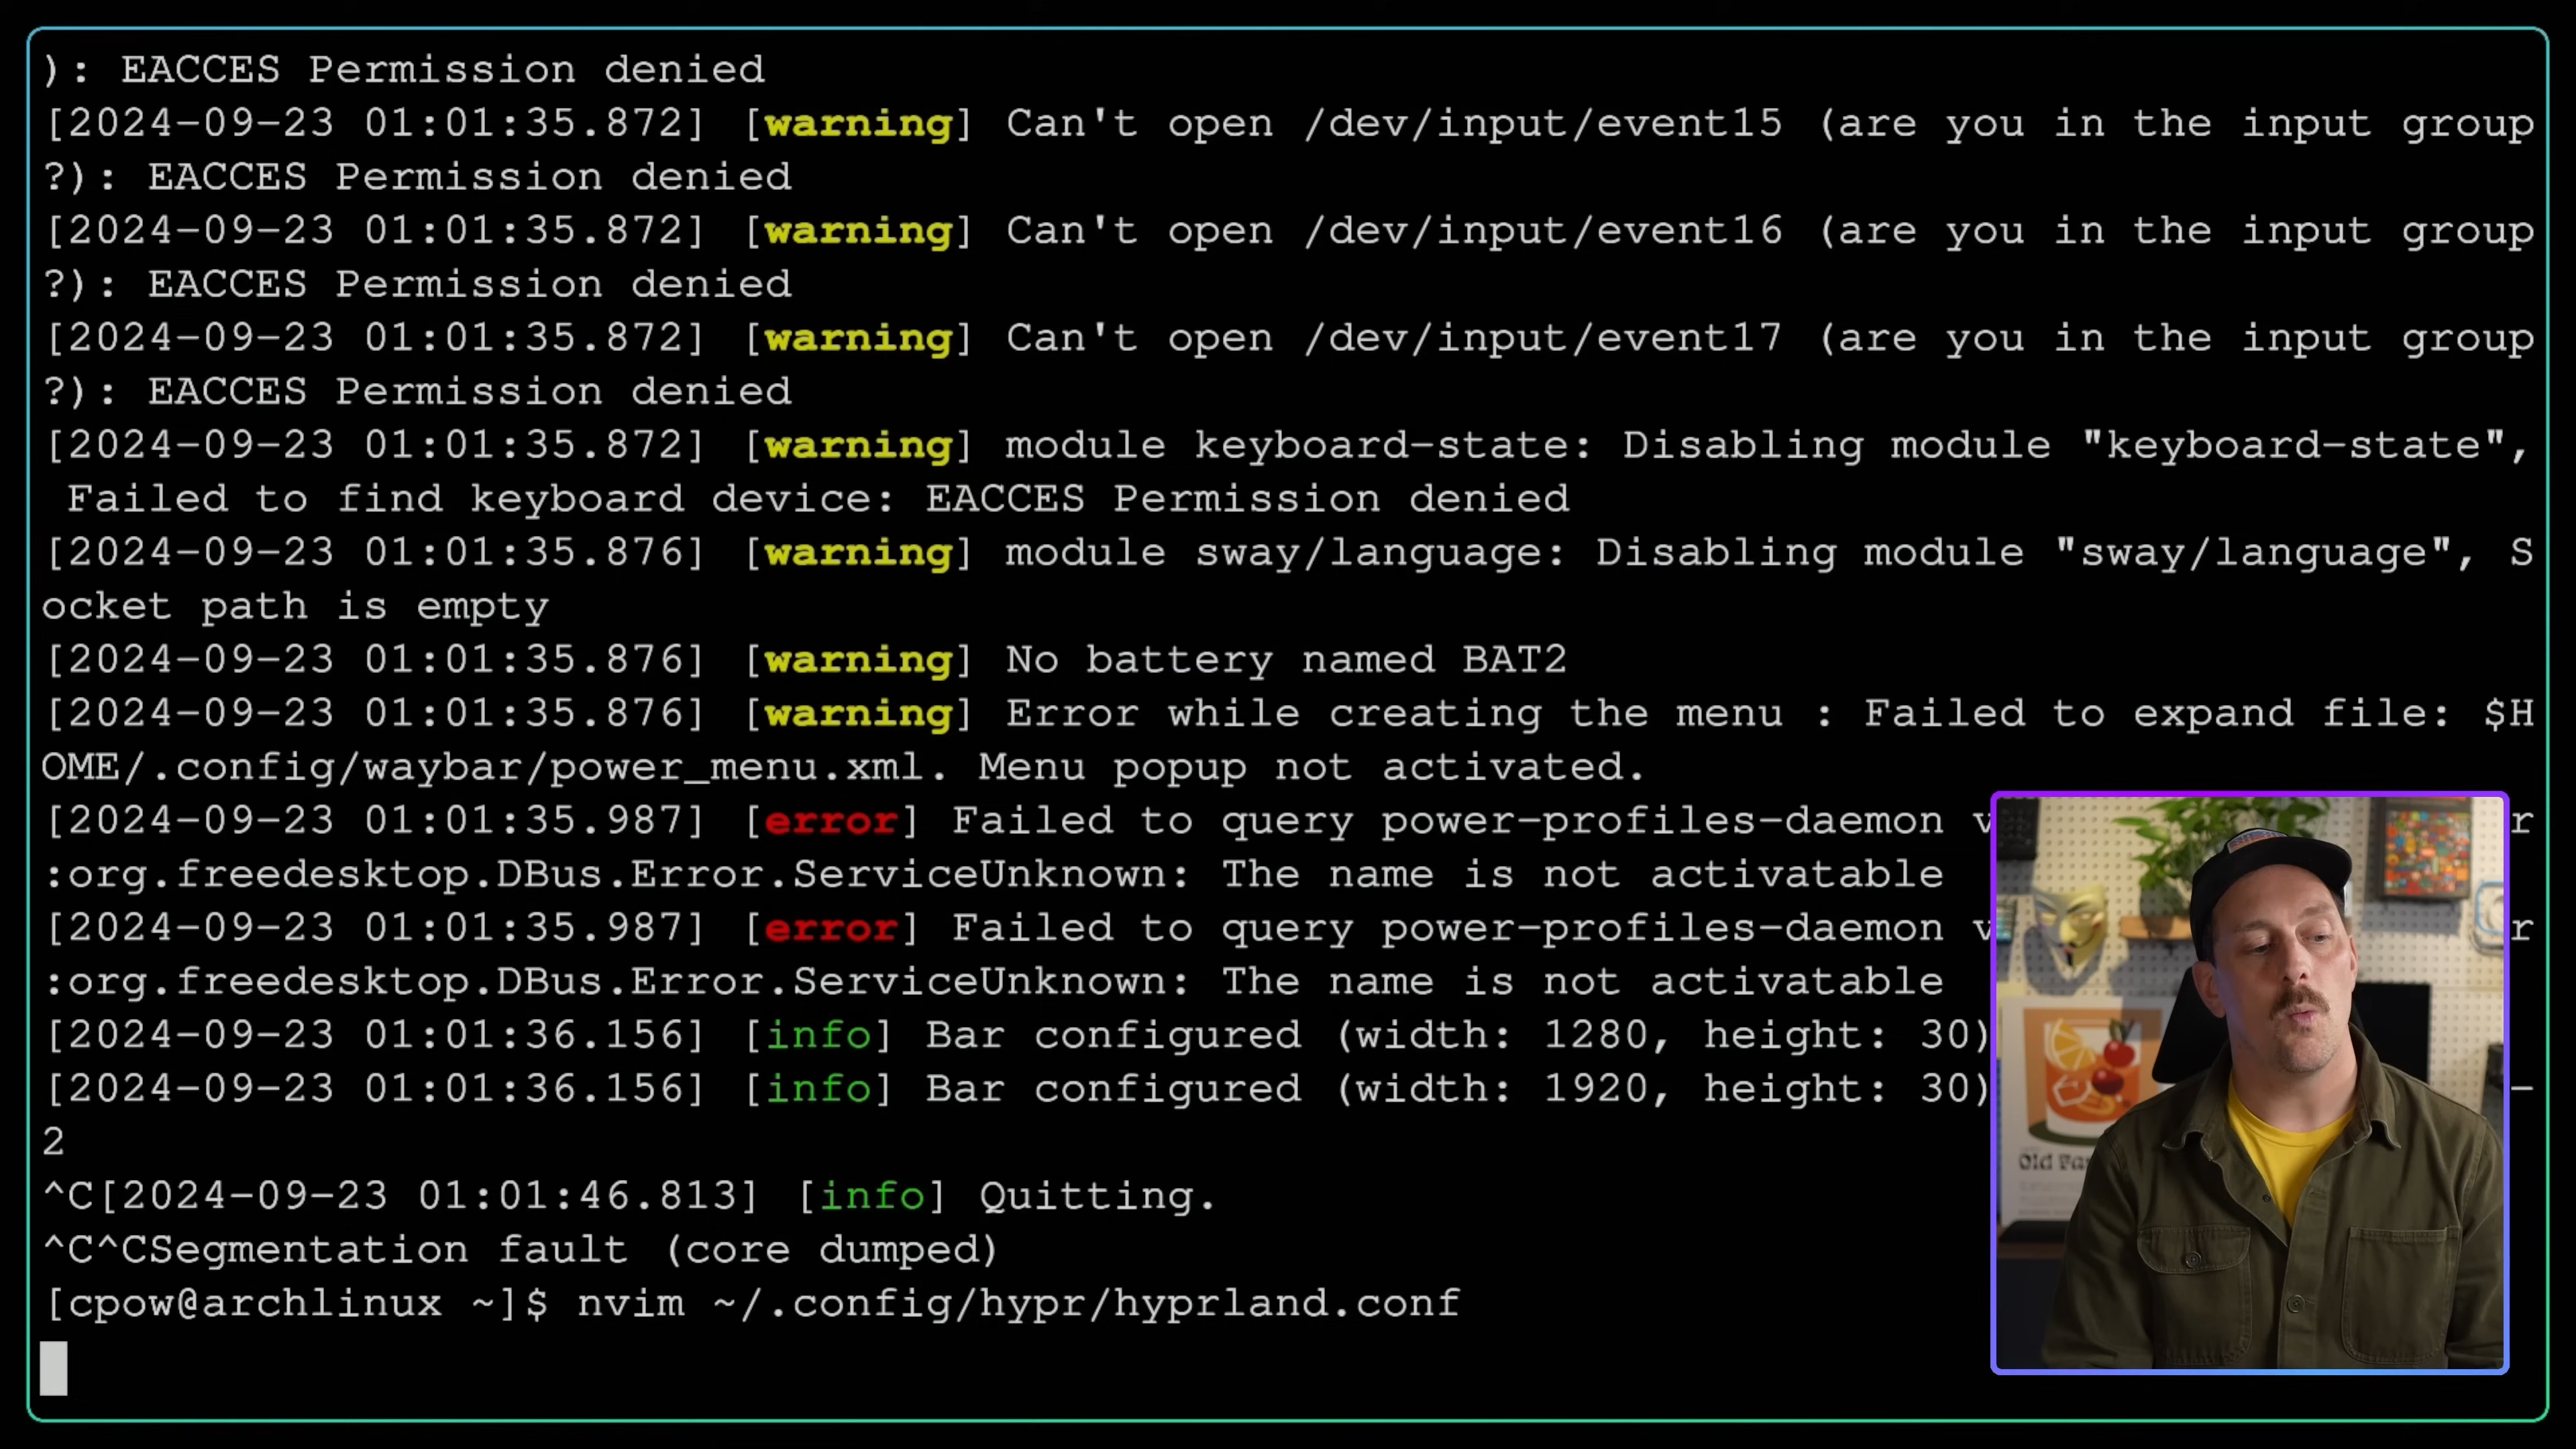 ): EACCES Permission denied
[2024-09-23 01:01:35.872] [warning] Can't open /dev/input/event15 (are you in the input group
?): EACCES Permission denied
[2024-09-23 01:01:35.872] [warning] Can't open /dev/input/event16 (are you in the input group
?): EACCES Permission denied
[2024-09-23 01:01:35.872] [warning] Can't open /dev/input/event17 (are you in the input group
?): EACCES Permission denied
[2024-09-23 01:01:35.872] [warning] module keyboard-state: Disabling module "keyboard-state",
 Failed to find keyboard device: EACCES Permission denied
[2024-09-23 01:01:35.876] [warning] module sway/language: Disabling module "sway/language", S
ocket path is empty
[2024-09-23 01:01:35.876] [warning] No battery named BAT2
[2024-09-23 01:01:35.876] [warning] Error while creating the menu : Failed to expand file: $H
OME/.config/waybar/power_menu.xml. Menu popup not activated.
[2024-09-23 01:01:35.987] [error] Failed to query power-profiles-daemon r
:org.freedesktop.DBus.Error.ServiceUnknown: The name is not activatable
[2024-09-23 01:01:35.987] [error] Failed to query power-profiles-daemon r
:org.freedesktop.DBus.Error.ServiceUnknown: The name is not activatable
[2024-09-23 01:01:36.156] [info] Bar configured (width: 1280, height: 30)
[2024-09-23 01:01:36.156] [info] Bar configured (width: 1920, height: 30) -
2
^C[2024-09-23 01:01:46.813] [info] Quitting.
^C^CSegmentation fault (core dumped)
[cpow@archlinux ~]$ nvim ~/.config/hypr/hyprland.conf
Old